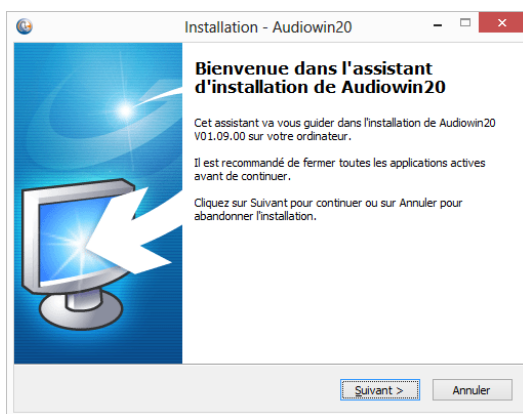 Installation - Audiowin20
Bienvenue dans l'assistant
d'installation de Audiowin20
Cet assistant va vous guider dans l'installation de Audiowin20
V01.09.00 sur votre ordinateur.
Il est recommandé de fermer toutes les applications actives
avant de continuer.
Cliquez sur Suivant pour continuer ou sur Annuler pour
abandonner l'installation.
Suivant >
Annuler